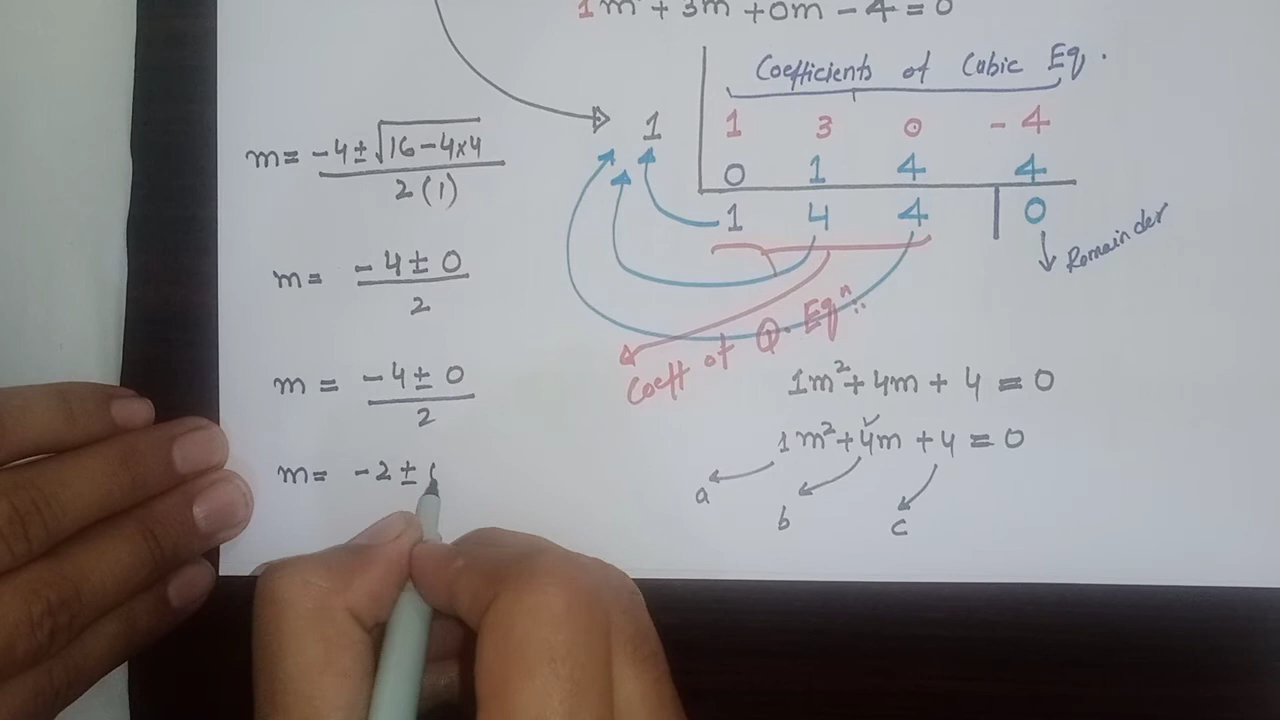 1m³ + 3m² + 0m - 4 = 0
Coefficients of Cubic Eq.
1 | 1 3 0 -4
0 1 4 4
1 4 4 | 0
Remainder
Coeff of Q. Eqⁿ:
1m² + 4m + 4 = 0
1m² + 4m + 4 = 0
a b c
m = -4 ± √16 - 4×4 / 2(1)
m = -4 ± 0 / 2
m = -4 ± 0 / 2
m = -2 ±